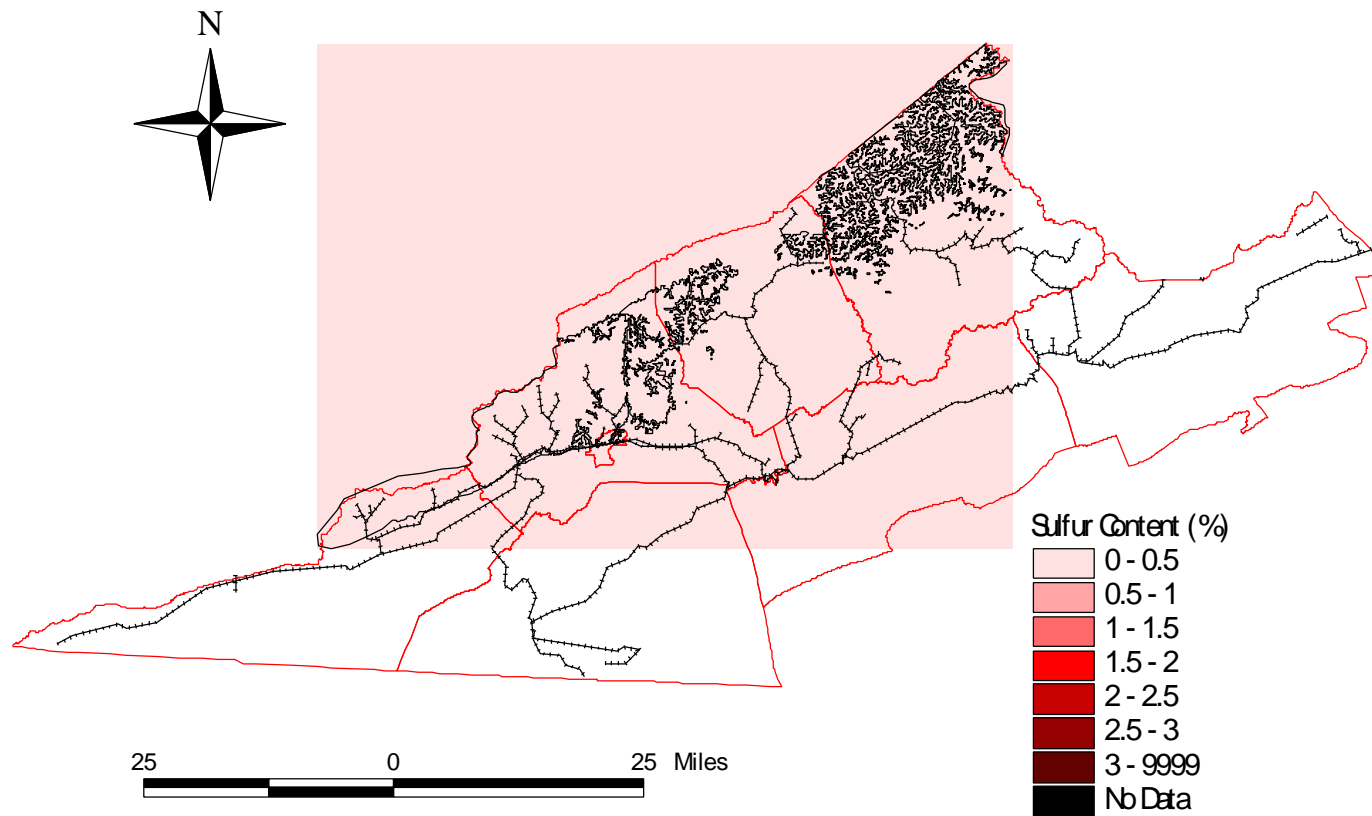 N
Sulfur Content (%)
0 - 0.5
0.5 - 1
1 - 1.5
1.5 - 2
2 - 2.5
2.5 - 3
3 - 9999
No Data
25 0 25 Miles